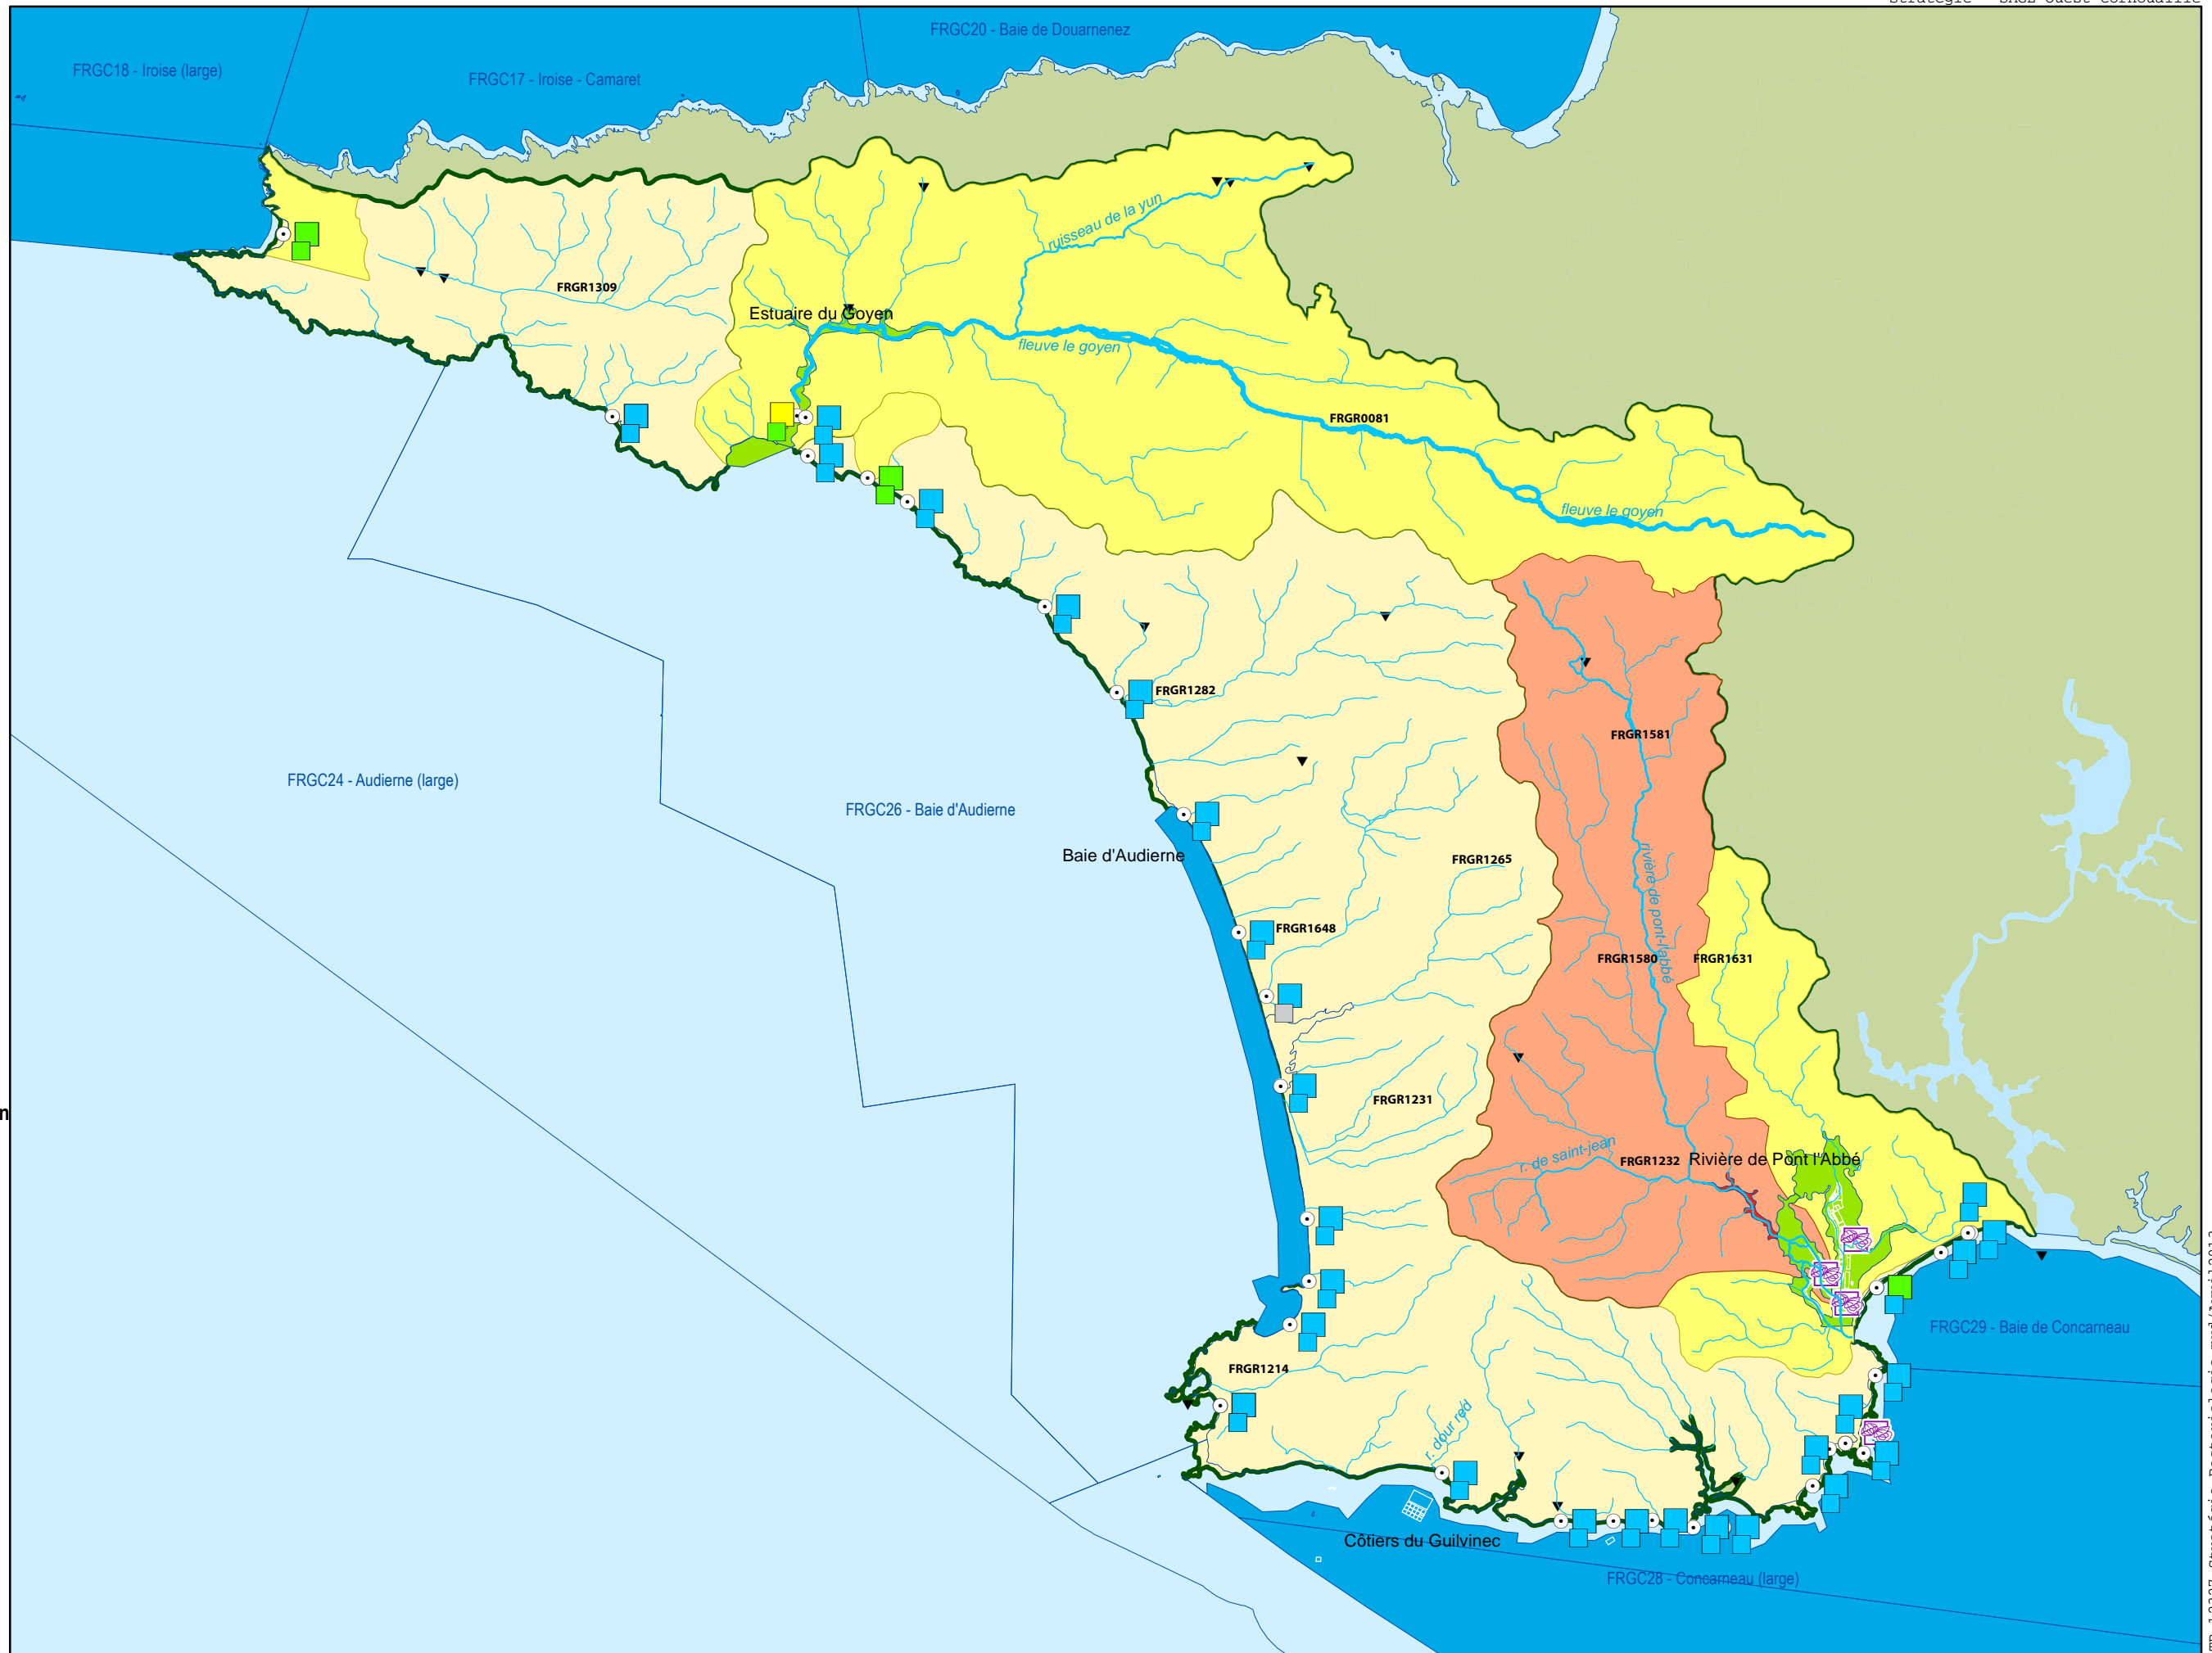 FRGC20 - Baie de Douarnenez
FRGC18 - Iroise (large)
FRGC17 - Iroise - Camaret
ruisseau de la yun
FRGR1309
Estuaire du Goyen
fleuve le goyen
FRGR0081
fleuve le goyen
FRGR1282
FRGR1581
FRGC24 - Audierne (large)
FRGC26 - Baie d'Audierne
Baie d'Audierne
FRGR1265
rivière de pont-l'abbé
FRGR1648
FRGR1580
FRGR1631
FRGR1231
r. de saint-jean
FRGR1232
Rivière de Pont l'Abbé
FRGC29 - Baie de Concarneau
FRGR1214
r. dour red
Côtiers du Guilvinec
FRGC28 - Concarneau (large)